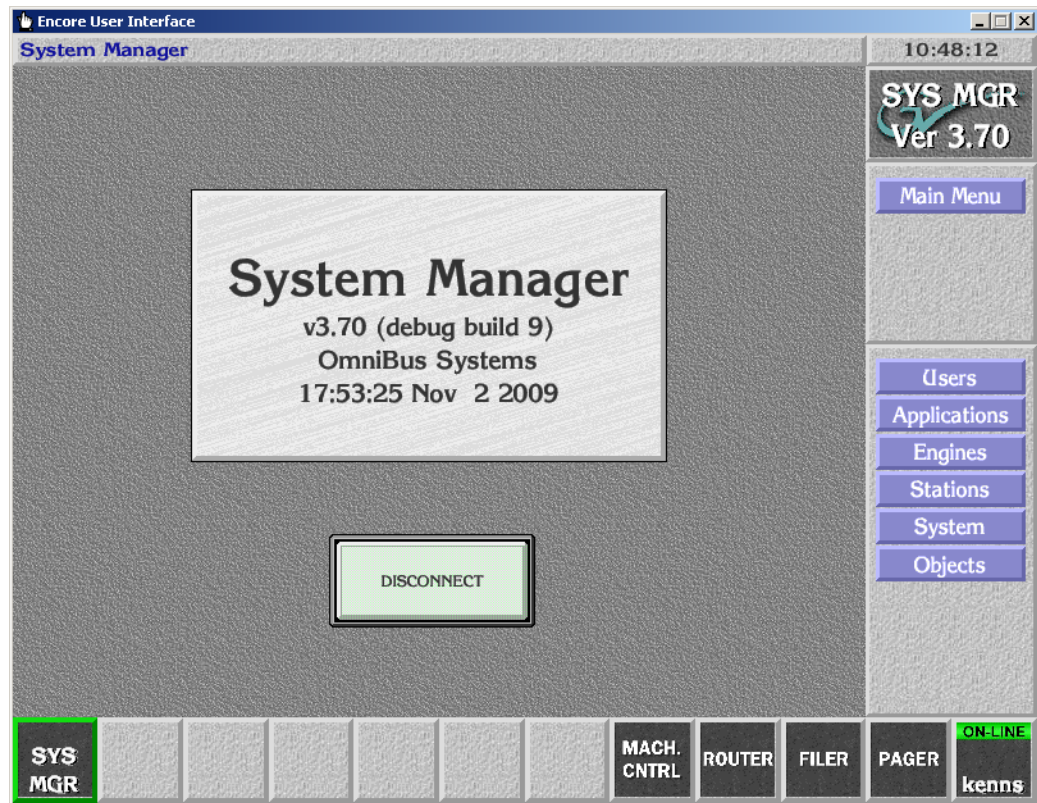 Encore User Interface
System Manager
10:48:12
SYS MGR
Ver 3.70
Main Menu
System Manager
v3.70 (debug build 9)
OmniBus Systems
17:53:25 Nov 2 2009
Users
Applications
Engines
Stations
System
Objects
DISCONNECT
SYS
MGR
MACH.
CNTRL
ROUTER
FILER
PAGER
ON-LINE
kenns